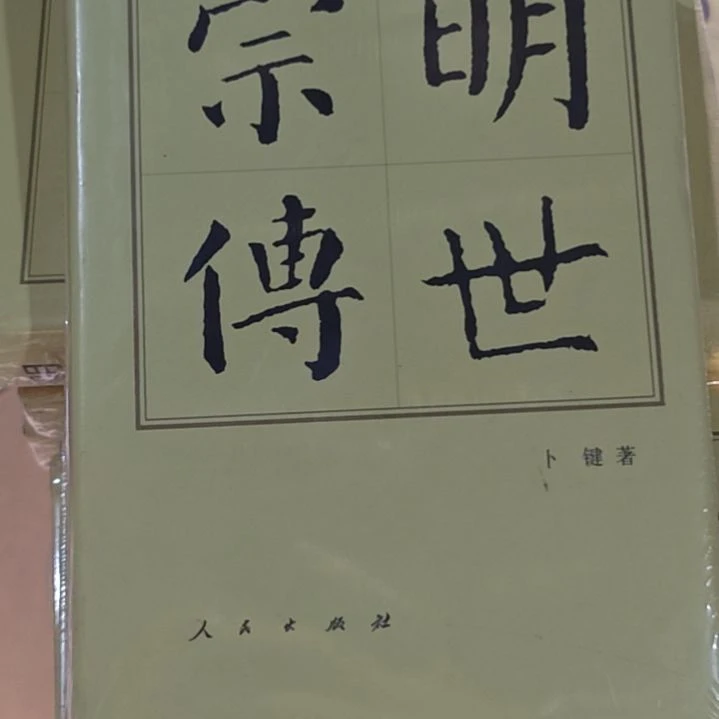 明世
宗傳
卜 键 著
人民出版社